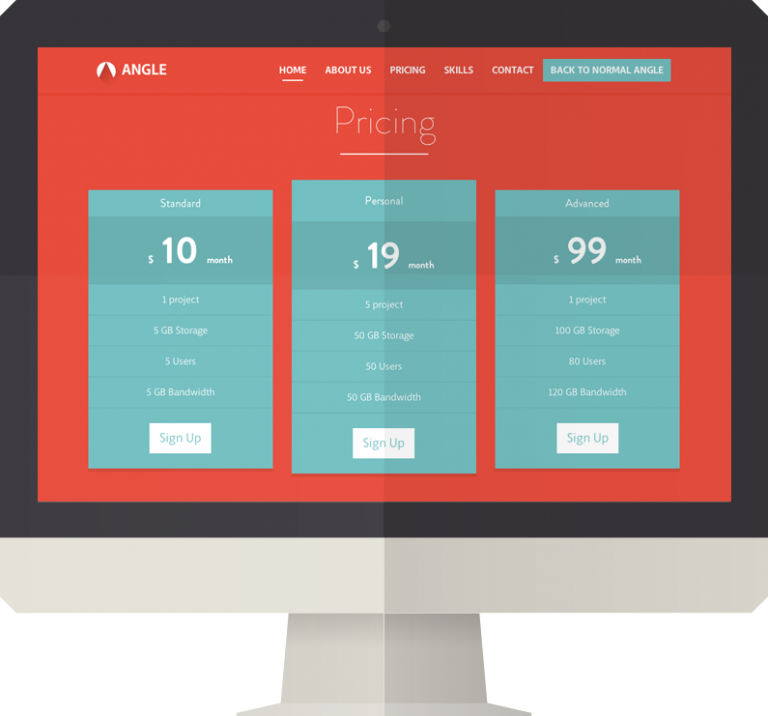 ANGLE
HOME ABOUT US PRICING SKILLS CONTACT BACK TO NORMAL ANGLE
Pricing
Standard
$ 10 month
1 project
5 GB Storage
5 Users
5 GB Bandwidth
Sign Up
Personal
$ 19 month
5 project
50 GB Storage
50 Users
50 GB Bandwidth
Sign Up
Advanced
$ 99 month
1 project
100 GB Storage
80 Users
120 GB Bandwidth
Sign Up